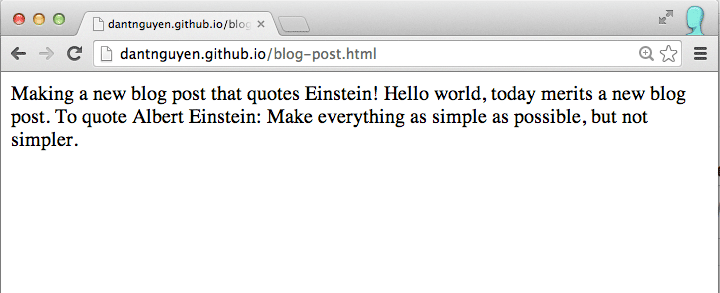 dantnguyen.github.io/blog
dantnguyen.github.io/blog-post.html
Making a new blog post that quotes Einstein! Hello world, today merits a new blog
post. To quote Albert Einstein: Make everything as simple as possible, but not
simpler.